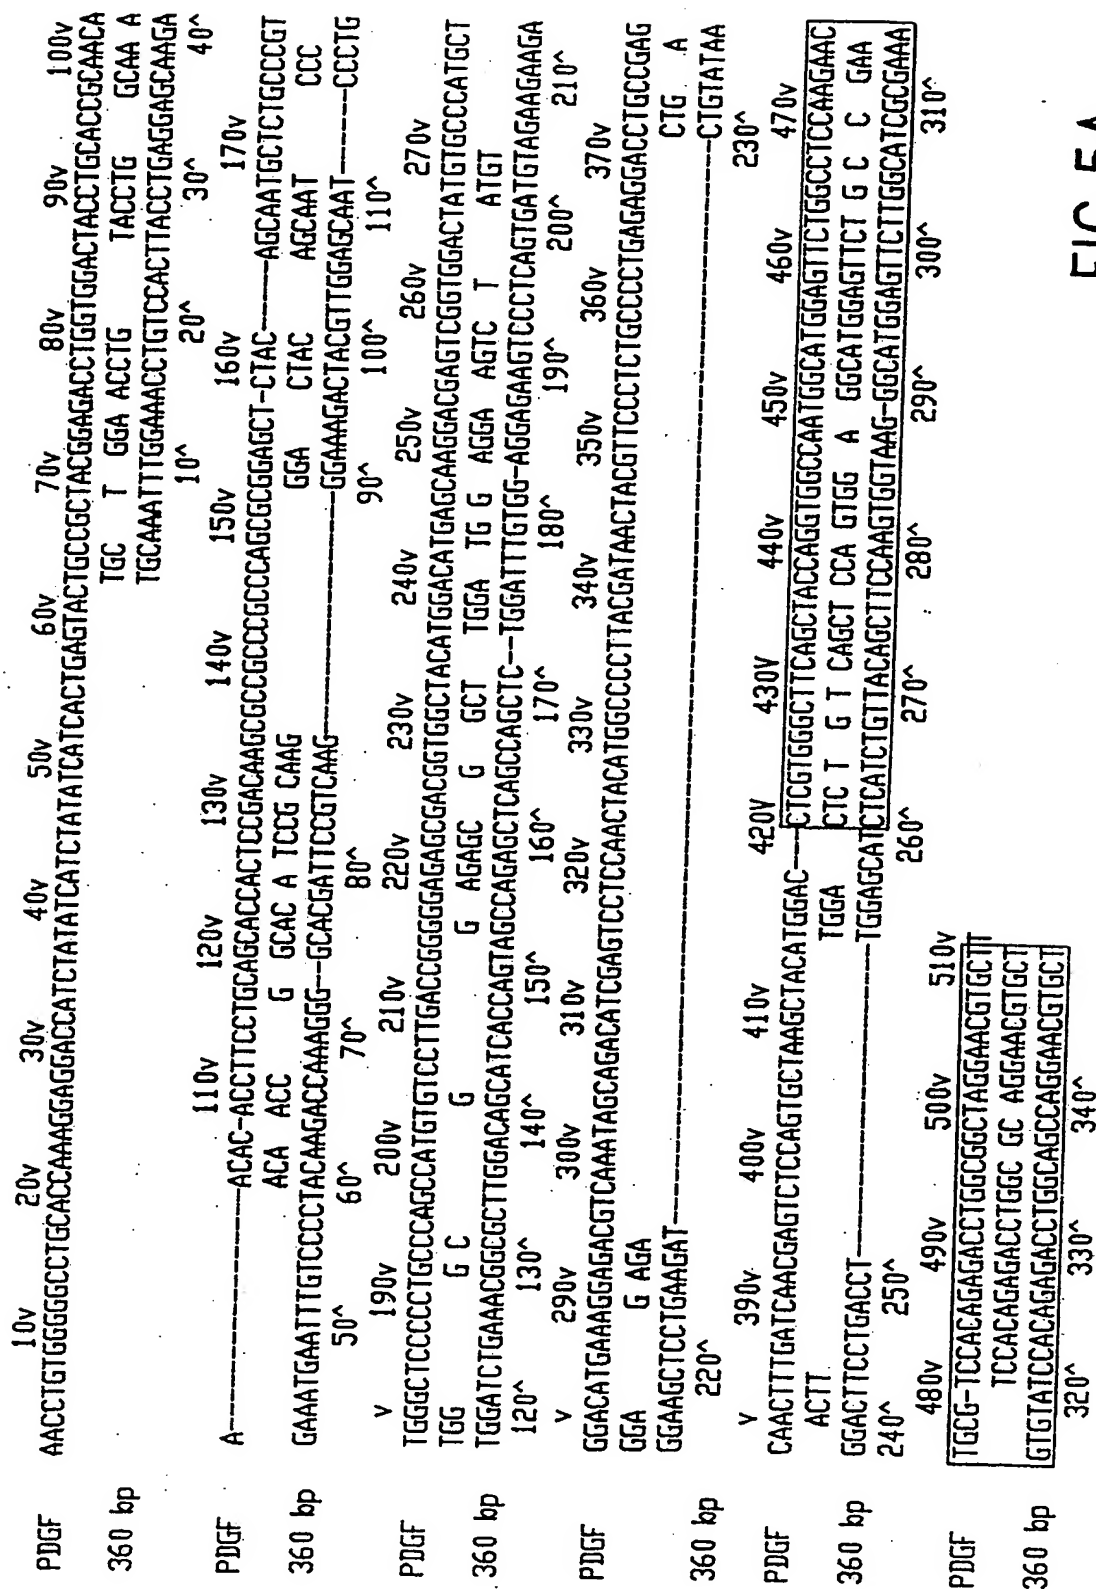 10v 20v 30v 40v 50v 60v 70v 80v 90v 100v
PDGF AACCTGTGGGGCCTGCACCAAAGGAGGACCATCTATATCATCTATATCATCACTGAGTACTGCCGCTACGGAGACCTGGTGGACTACCTGCACCGCAACA
TGC T GGA ACCTG TACCTG GCAA A
360 bp TGCAAATTTGGAAACCTGTCCACTTACCTGAGGAGCAAGA
10^ 20^ 30^ 40^
110v 120v 130v 140v 150v 160v 170v
PDGF A----------------ACAC-ACCTTCCTGCAGCACCACTCCGACAAGCGCCGCCCGCCCAGCGCGGAGCT-CTAC------AGCAATGCTCTGCCCGT
ACA ACC G GCAC A TCCG CAAG GGA CTAC AGCAAT CCC
360 bp GAAATGAATTTGTCCCCTACAAGACCAAAGGG--GCACGATTCCGTCAAG------------------GGAAAGACTACGTTGGAGCAAT------CCCTG
50^ 60^ 70^ 80^ 90^ 100^ 110^
v 190v 200v 210v 220v 230v 240v 250v 260v 270v
PDGF TGGGCTCCCCCTGCCCAGCCATGTGTCCTTGACCGGGGAGAGCGACGGTGGCTACATGGACATGAGCAAGGACGAGTCGGTGGACTATGTGCCCATGCT
TGG G C G G AGAGC G GCT TGGA TG G AGGA AGTC T ATGT
360 bp TGGATCTGAAACGGCGCTTGGACAGCATCACCAGTAGCCAGAGCTCAGCCAGCTC--TGGATTTGTGG-AGGAGAAGTCCCTCAGTGATGTAGAAGAAGA
120^ 130^ 140^ 150^ 160^ 170^ 180^ 190^ 200^ 210^
v 290v 300v 310v 320v 330v 340v 350v 360v 370v
PDGF GGACATGAAAGGAGACGTCAAATAGCAGACATCGAGTCCTCCAACTACATGGCCCCTTACGATAACTACGTTCCCTCTGCCCCTGAGAGGACCTGCCGAG
GGA G AGA CTG A
360 bp GGAAGCTCCTGAAGAT----------------------------------------------------------------------------CTGTATAA
220^ 230^
v 390v 400v 410v 420V 430V 440v 450v 460v 470v
PDGF CAACTTTGATCAACGAGTCTCCAGTGCTAAGCTACATGGAC---CTCGTGGGCTTCAGCTACCAGGTGGCCAATGGCATGGAGTTCTGGCCTCCAAGAAC
ACTT TGGA CTC T G T CAGCT CCA GTGG A GGCATGGAGTTCT G C C GAA
360 bp GGACTTCCTGACCT----------------------TGGAGCATCTCATCTGTTACAGCTTCCAAGTGGTAAG-GGCATGGAGTTCTTGGCATCGCGAAA
240^ 250^ 260^ 270^ 280^ 290^ 300^ 310^
480v 490v 500v 510v
PDGF TGCG-TCCACAGAGACCTGGCGGCTAGGAACGTGCTT
TCCACAGAGACCTGGC GC AGGAACGTGCT
360 bp GTGTATCCACAGAGACCTGGCAGCCAGGAACGTGCT
320^ 330^ 340^